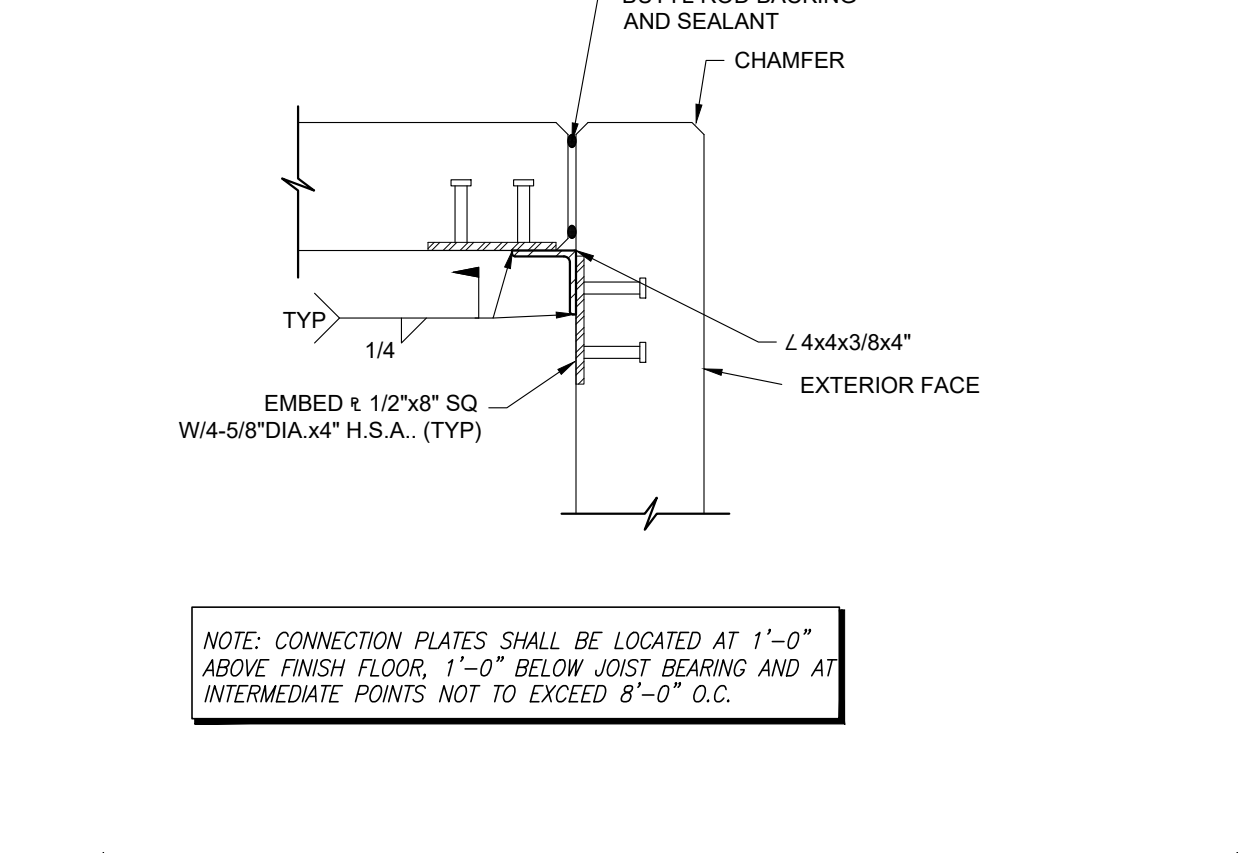 AND SEALANT
CHAMFER
TYP
1/4
∠4x4x3/8x4"
EXTERIOR FACE
EMBED ℄ 1/2"x8" SQ
W/4-5/8"DIA.x4" H.S.A.. (TYP)
NOTE: CONNECTION PLATES SHALL BE LOCATED AT 1'-0"
ABOVE FINISH FLOOR, 1'-0" BELOW JOIST BEARING AND AT
INTERMEDIATE POINTS NOT TO EXCEED 8'-0" O.C.